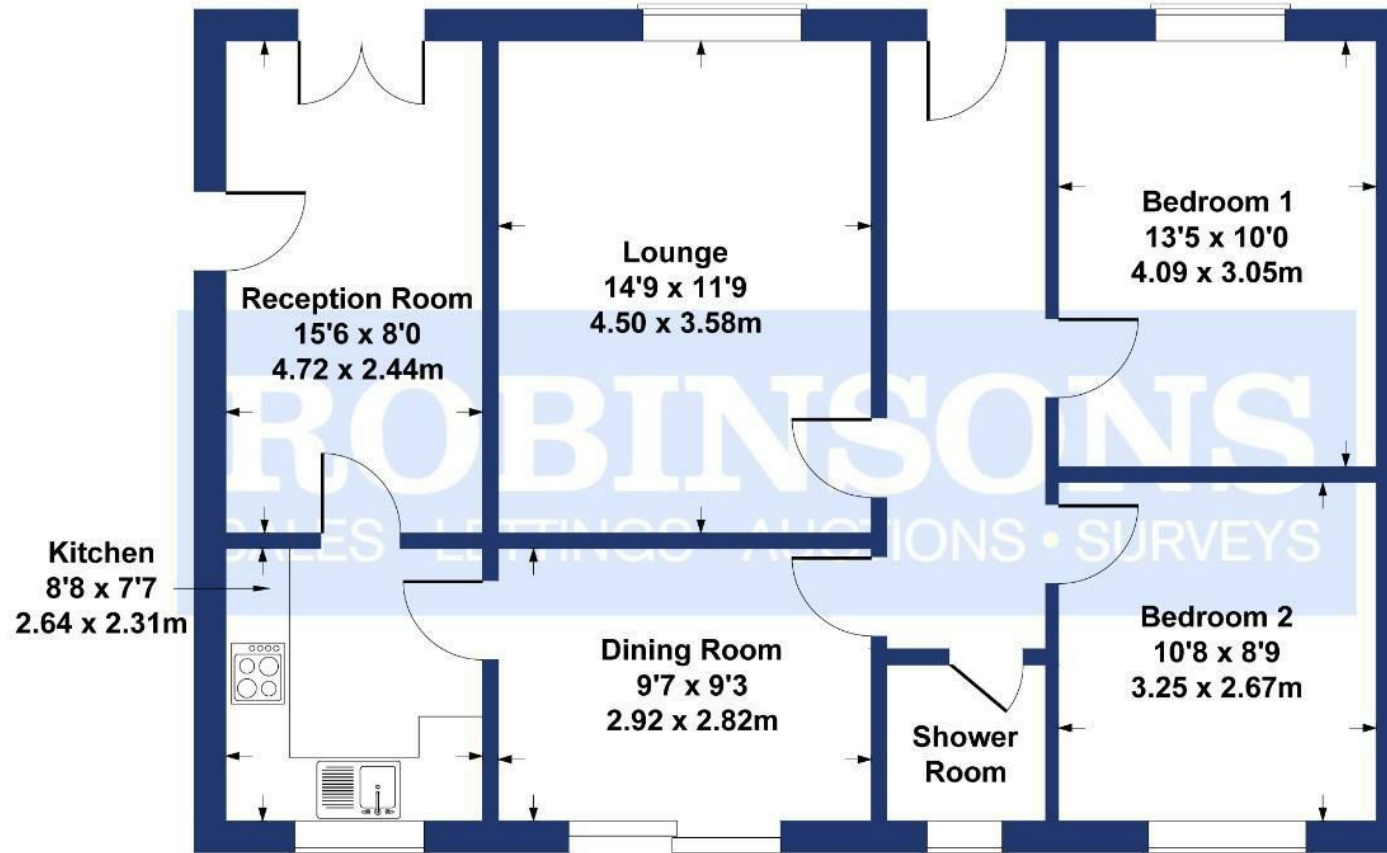 Reception Room
15'6 x 8'0
4.72 x 2.44m
Lounge
14'9 x 11'9
4.50 x 3.58m
Bedroom 1
13'5 x 10'0
4.09 x 3.05m
ROBINSONS
SALES LETTINGS • AUCTIONS • SURVEYS
Kitchen
8'8 x 7'7
2.64 x 2.31m
Dining Room
9'7 x 9'3
2.92 x 2.82m
Shower
Room
Bedroom 2
10'8 x 8'9
3.25 x 2.67m